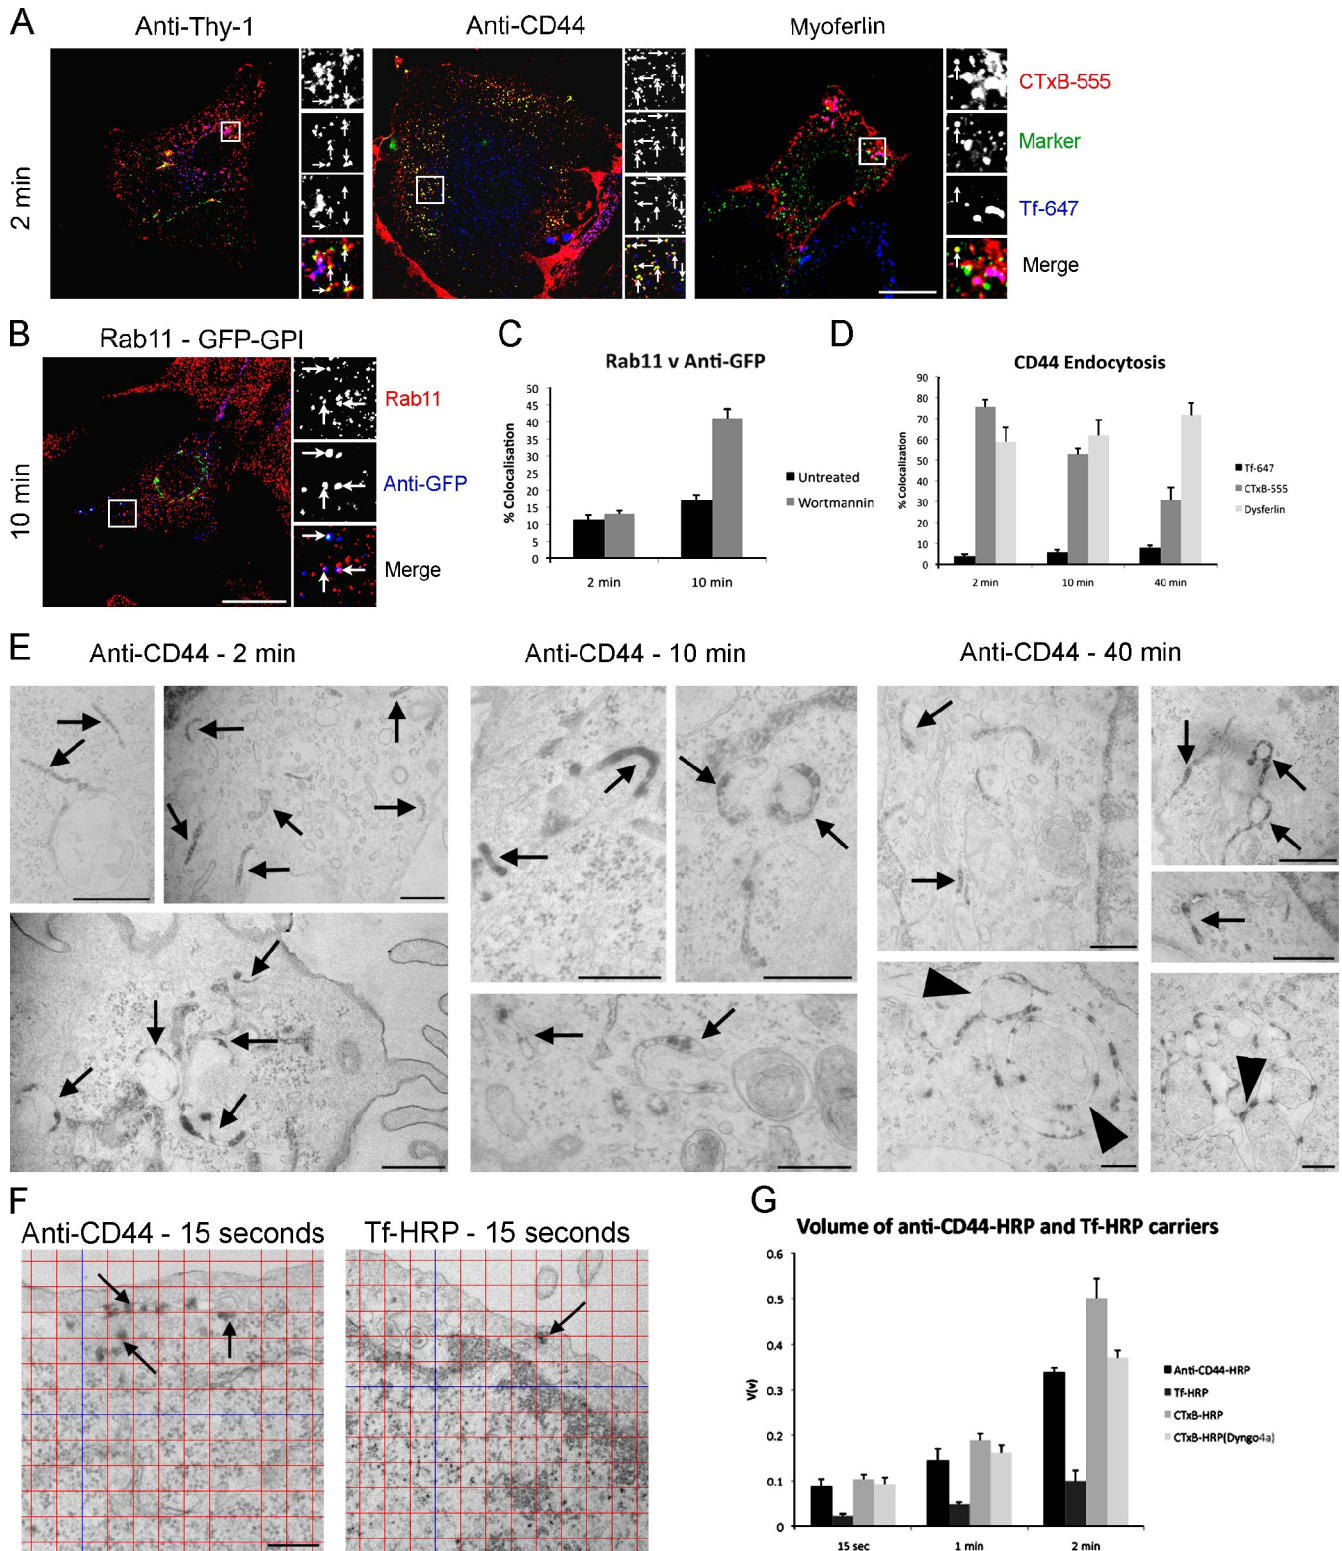 A
Anti-Thy-1
Anti-CD44
Myoferlin
2 min
CTxB-555
Marker
Tf-647
Merge
B
Rab11 - GFP-GPI
10 min
Rab11
Anti-GFP
Merge
C
Rab11 v Anti-GFP
% Colocalisation
50
45
40
35
30
25
20
15
10
5
0
2 min
10 min
Untreated
Wortmannin
D
CD44 Endocytosis
% Colocalization
90
80
70
60
50
40
30
20
10
0
2 min
10 min
40 min
Tf-647
CTxB-555
Dysferlin
E
Anti-CD44 - 2 min
Anti-CD44 - 10 min
Anti-CD44 - 40 min
F
Anti-CD44 - 15 seconds
Tf-HRP - 15 seconds
G
Volume of anti-CD44-HRP and Tf-HRP carriers
V(v)
0.6
0.5
0.4
0.3
0.2
0.1
0
15 sec
1 min
2 min
Anti-CD44-HRP
Tf-HRP
CTxB-HRP
CTxB-HRP(Dyngo4a)